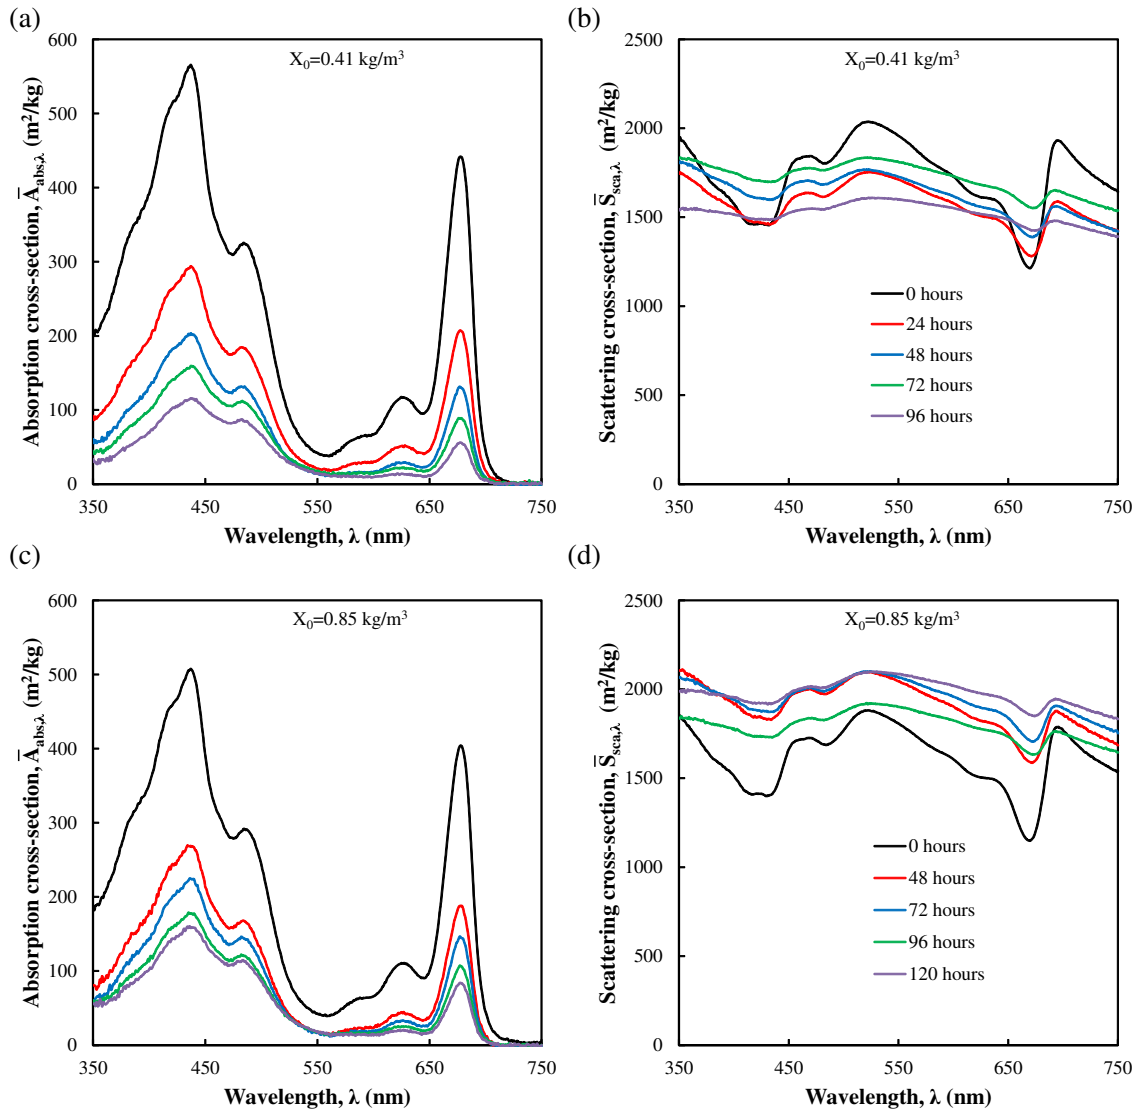 (a)
X₀=0.41 kg/m³
Absorption cross-section, A̅abs,λ (m²/kg)
600
500
400
300
200
100
0
350
450
550
650
750
Wavelength, λ (nm)
(b)
X₀=0.41 kg/m³
Scattering cross-section, S̅sca,λ (m²/kg)
2500
2000
1500
1000
500
0
0 hours
24 hours
48 hours
72 hours
96 hours
350
450
550
650
750
Wavelength, λ (nm)
(c)
X₀=0.85 kg/m³
Absorption cross-section, A̅abs,λ (m²/kg)
600
500
400
300
200
100
0
350
450
550
650
750
Wavelength, λ (nm)
(d)
X₀=0.85 kg/m³
Scattering cross-section, S̅sca,λ (m²/kg)
2500
2000
1500
1000
500
0
0 hours
48 hours
72 hours
96 hours
120 hours
350
450
550
650
750
Wavelength, λ (nm)